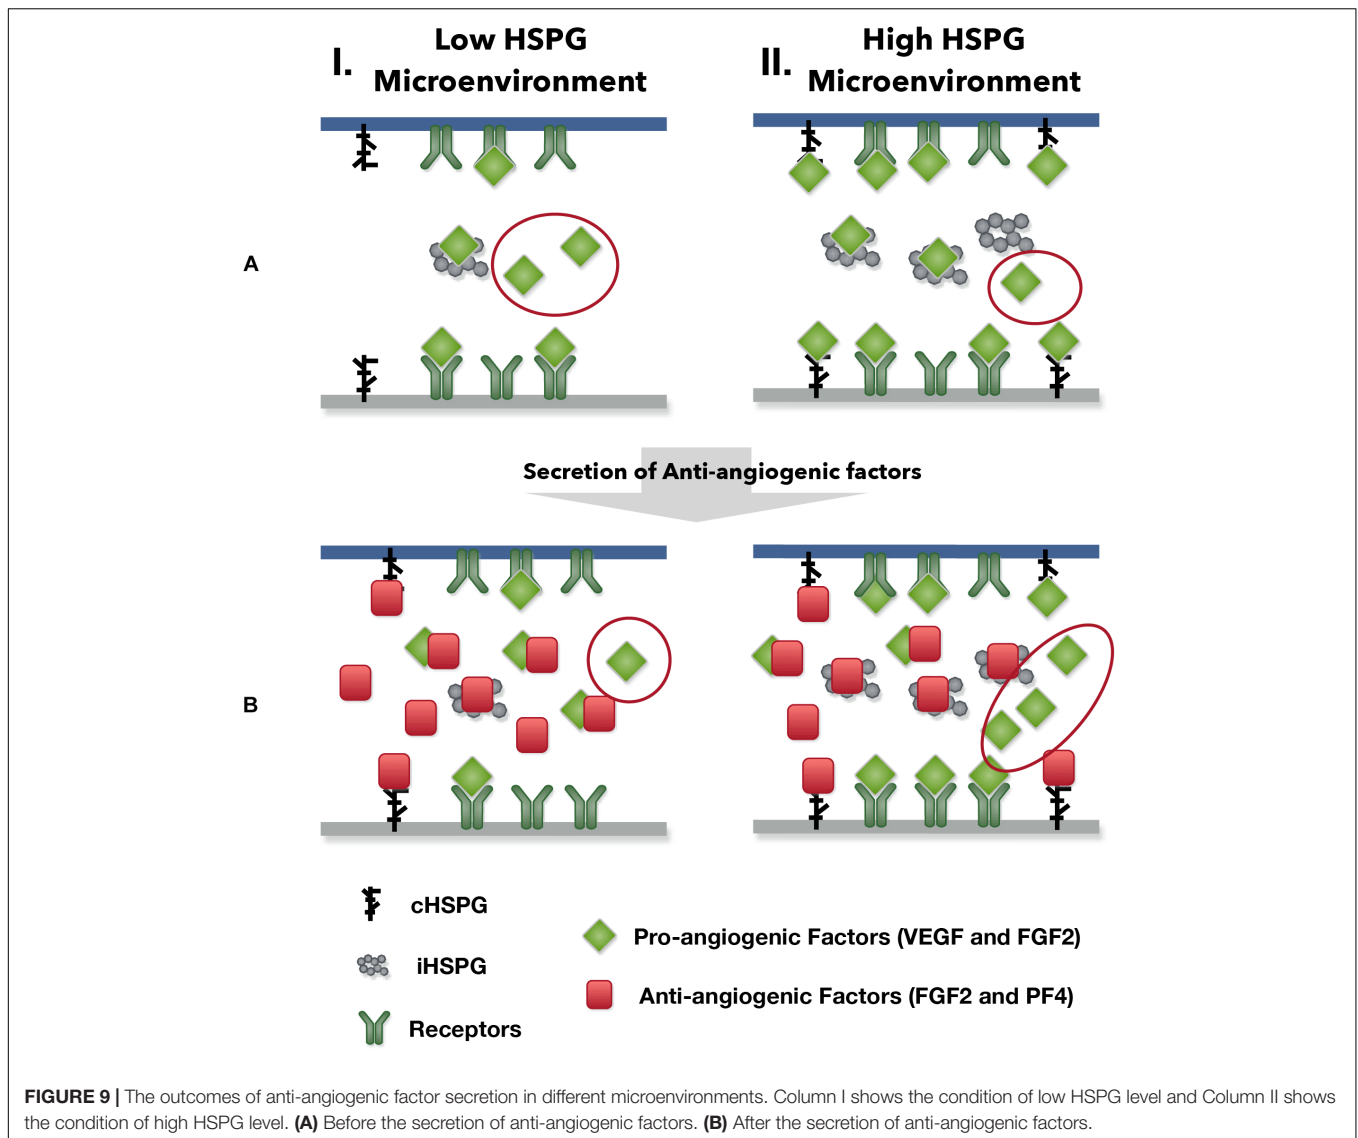 I.
Low HSPG
Microenvironment
II.
High HSPG
Microenvironment
A
Secretion of Anti-angiogenic factors
B
cHSPG
iHSPG
Receptors
Pro-angiogenic Factors (VEGF and FGF2)
Anti-angiogenic Factors (FGF2 and PF4)
FIGURE 9 | The outcomes of anti-angiogenic factor secretion in different microenvironments. Column I shows the condition of low HSPG level and Column II shows
the condition of high HSPG level. (A) Before the secretion of anti-angiogenic factors. (B) After the secretion of anti-angiogenic factors.